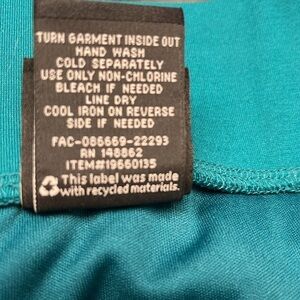 TURN GARMENT INSIDE OUT
HAND WASH
COLD SEPARATELY
USE ONLY NON-CHLORINE
BLEACH IF NEEDED
LINE DRY
COOL IRON ON REVERSE
SIDE IF NEEDED
FAC-086669-22293
RN 148862
ITEM#19660135
This label was made
with recycled materials.